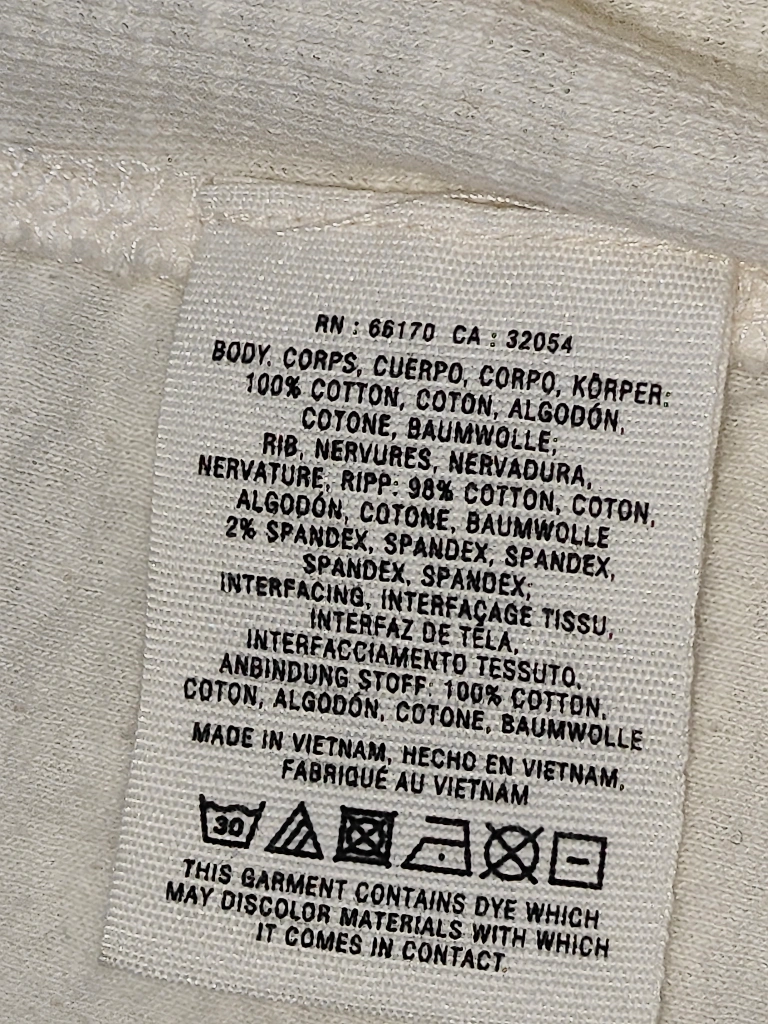 RN : 66170 CA : 32054
BODY, CORPS, CUERPO, CORPO, KÖRPER:
100% COTTON, COTON, ALGODÓN,
COTONE, BAUMWOLLE;
RIB, NERVURES, NERVADURA,
NERVATURE, RIPP: 98% COTTON, COTON,
ALGODÓN, COTONE, BAUMWOLLE
2% SPANDEX, SPANDEX, SPANDEX,
SPANDEX, SPANDEX;
INTERFACING, INTERFAÇAGE TISSU,
INTERFAZ DE TELA,
INTERFACCIAMENTO TESSUTO,
ANBINDUNG STOFF: 100% COTTON,
COTON, ALGODÓN, COTONE, BAUMWOLLE
MADE IN VIETNAM, HECHO EN VIETNAM,
FABRIQUÉ AU VIETNAM
30
THIS GARMENT CONTAINS DYE WHICH
MAY DISCOLOR MATERIALS WITH WHICH
IT COMES IN CONTACT.